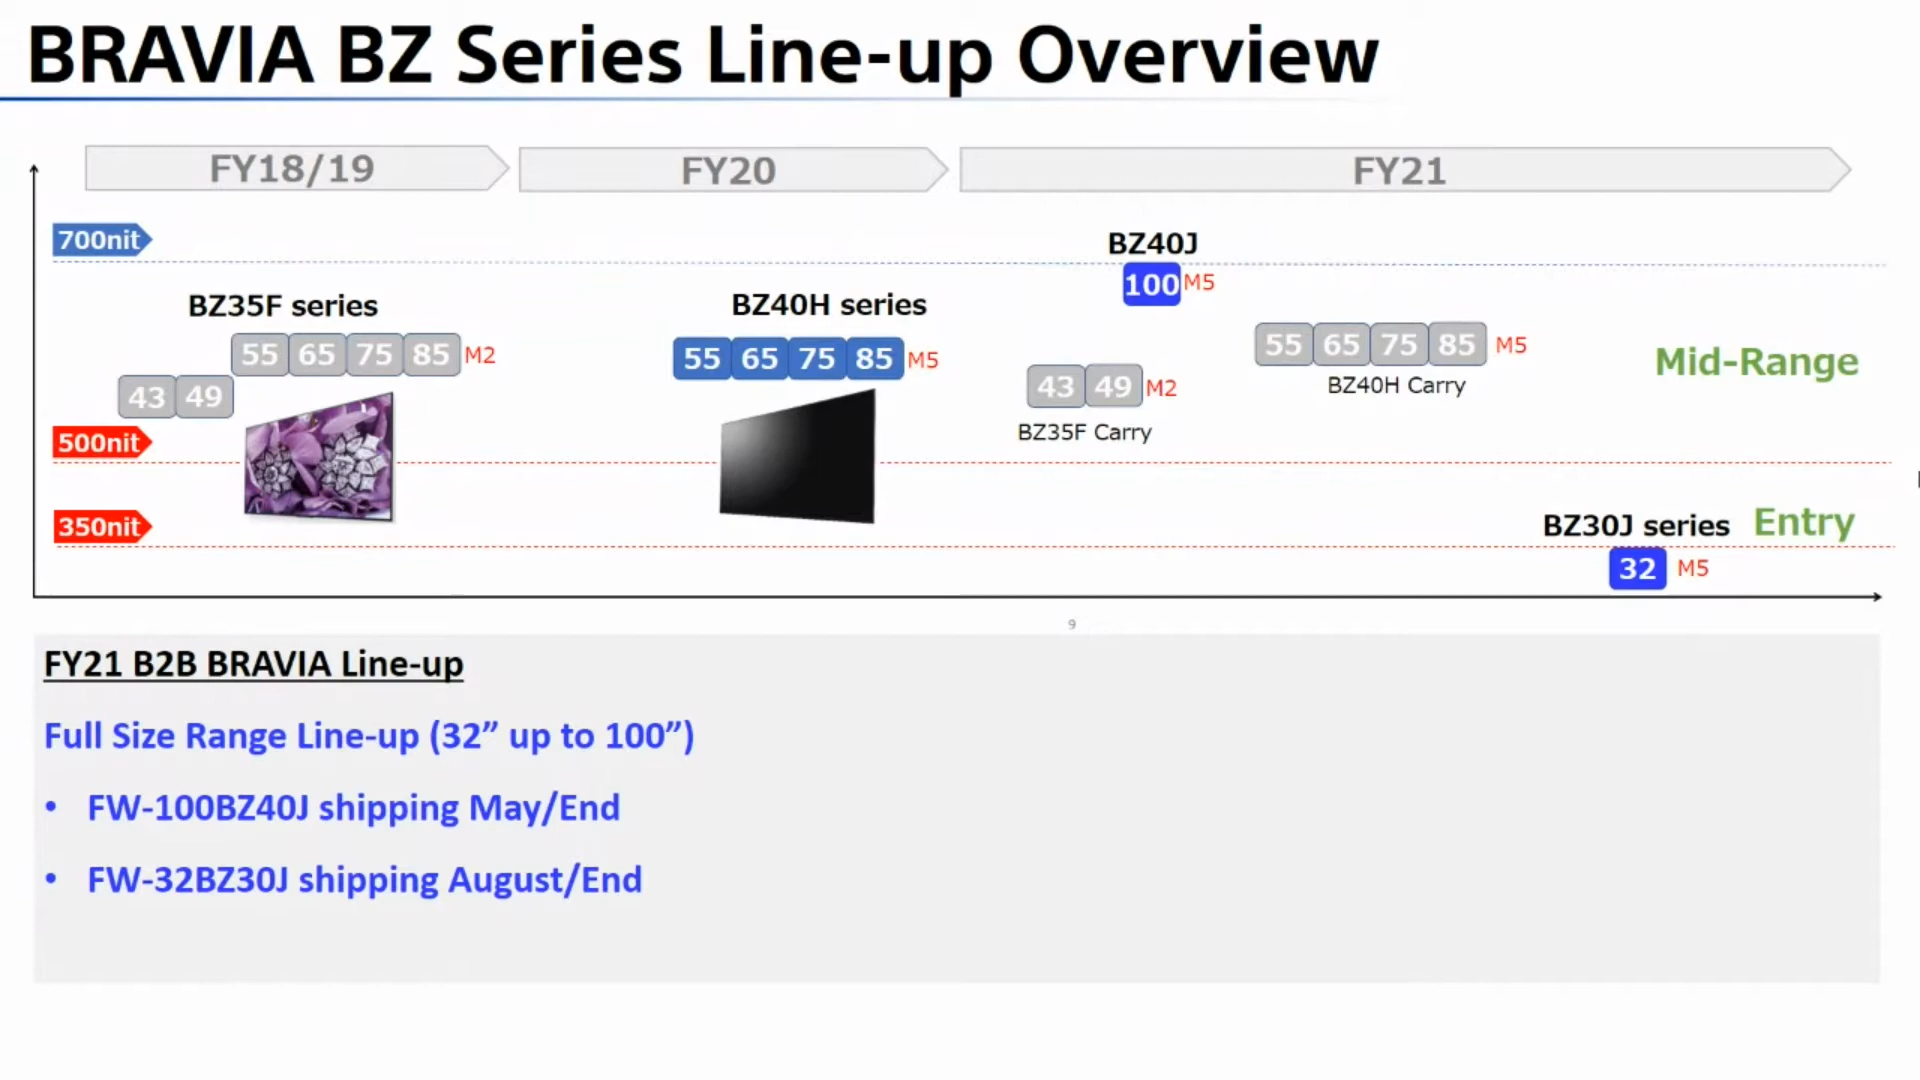 BRAVIA BZ Series Line-up Overview
FY18/19
FY20
FY21
700nit
BZ40J
100 M5
BZ35F series
55 65 75 85 M2
43 49
BZ40H series
55 65 75 85 M5
43 49 M2
BZ35F Carry
55 65 75 85 M5
BZ40H Carry
Mid-Range
500nit
350nit
BZ30J series
Entry
32 M5
9
FY21 B2B BRAVIA Line-up
Full Size Range Line-up (32” up to 100”)
• FW-100BZ40J shipping May/End
• FW-32BZ30J shipping August/End